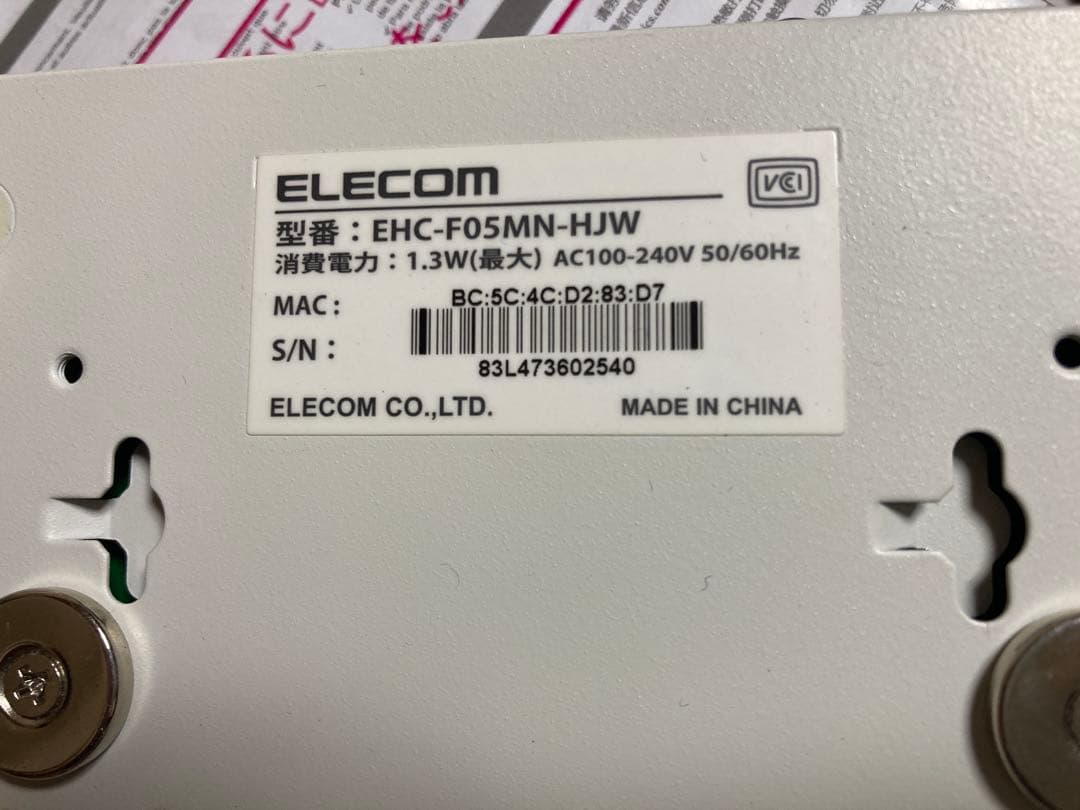 ELECOM
VCCI
型番：EHC-F05MN-HJW
消費電力：1.3W(最大) AC100-240V 50/60Hz
MAC: BC:5C:4C:D2:83:D7
S/N：
83L473602540
ELECOM CO.,LTD. MADE IN CHINA